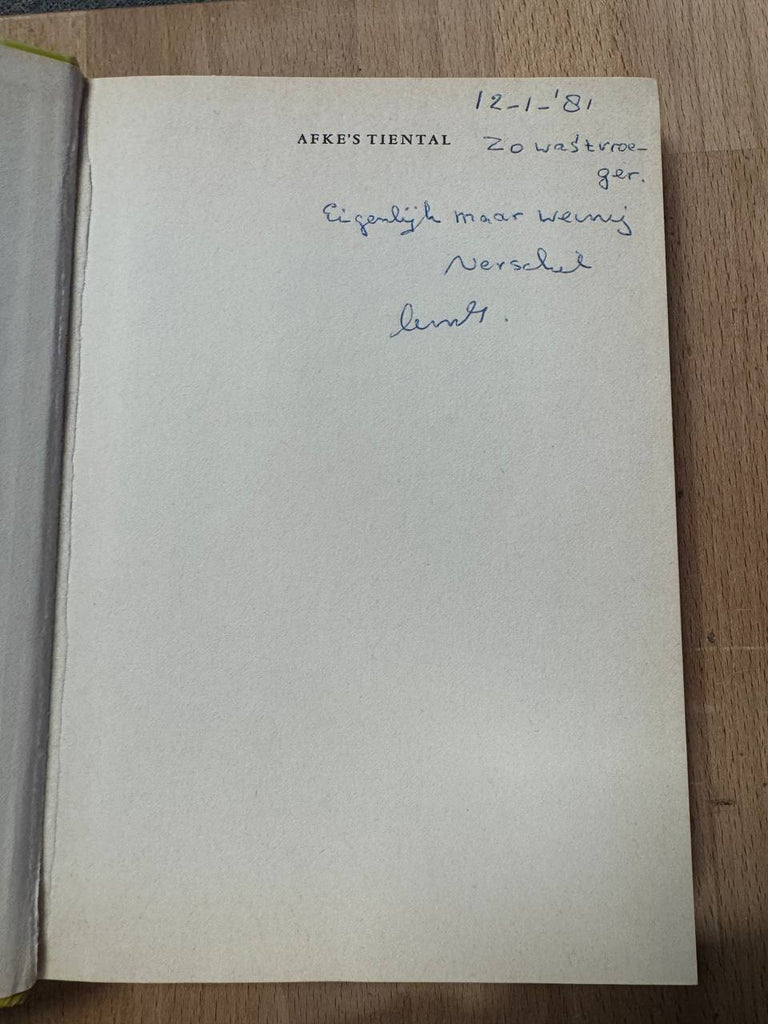 12-1-'81
AFKE'S TIENTAL
Zo was't vroe-
ger.
Eigenlijk maar weinig
Verschil